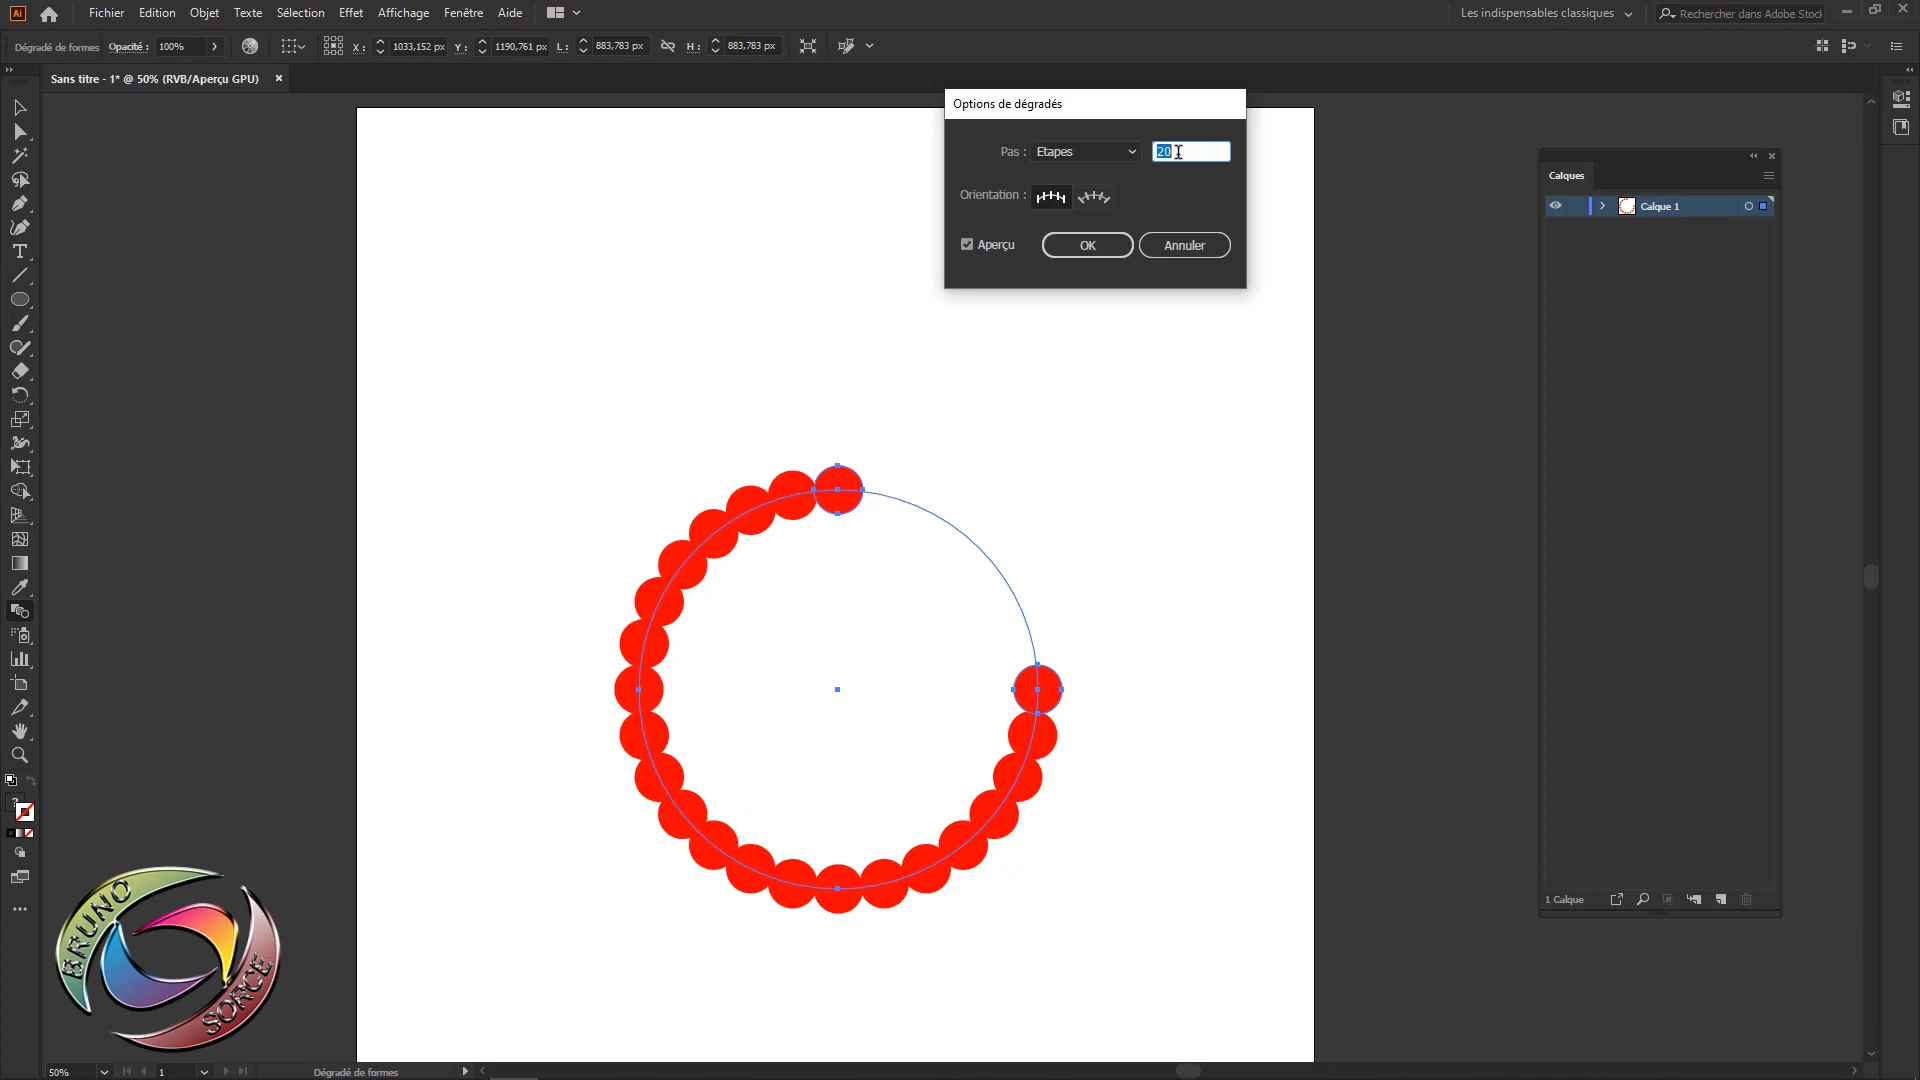 Ai Fichier Edition Objet Texte Sélection Effet Affichage Fenêtre Aide Les indispensables classiques Rechercher dans Adobe Stock
Dégradé de formes Opacité : 100% X : 1033,152 px Y : 1190,761 px L : 883,783 px H : 883,783 px
Sans titre - 1* @ 50% (RVB/Aperçu GPU) ×
Options de dégradés
Pas : Etapes 20
Orientation :
Aperçu OK Annuler
Calques
Calque 1
1 Calque
BRUNO
SORCE
50% 1 Dégradé de formes